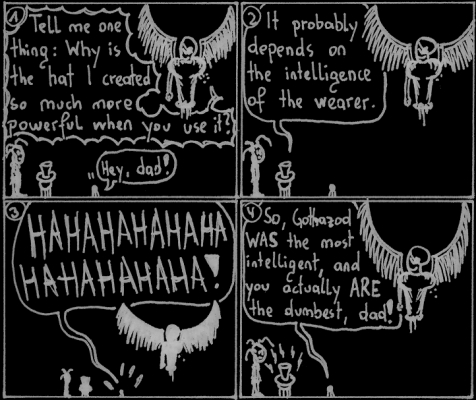 1
Tell me one
thing: Why is
the hat I created
so much more
powerful when you use it?
,, Hey, dad!
2
It probably
depends on
the intelligence
of the wearer.
3
HAHAHAHAHAHA
HAHAHAHAHA!
4
So, Gothazod
WAS the most
intelligent, and
you actually ARE
the dumbest, dad!